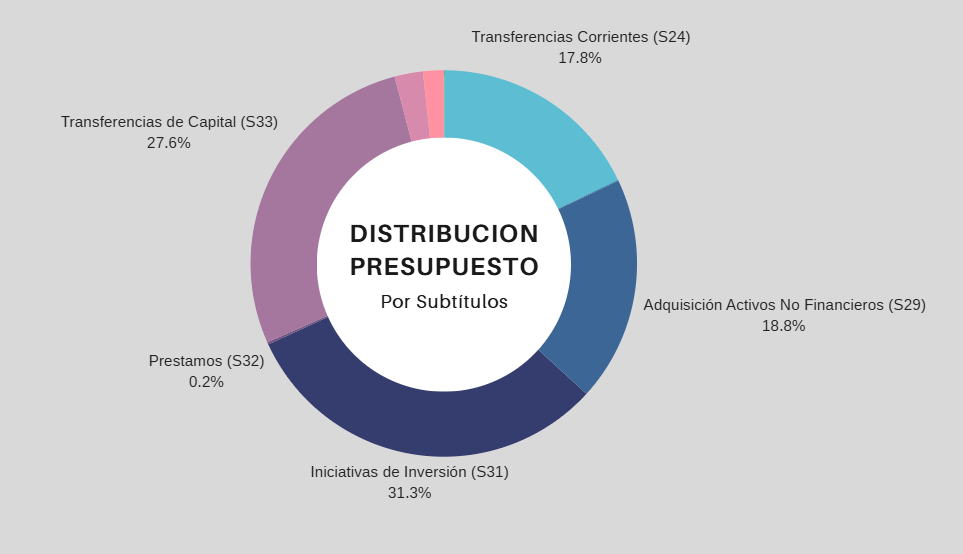 Transferencias Corrientes (S24)
17.8%
Transferencias de Capital (S33)
27.6%
DISTRIBUCION
PRESUPUESTO
Por Subtítulos
Adquisición Activos No Financieros (S29)
18.8%
Prestamos (S32)
0.2%
Iniciativas de Inversión (S31)
31.3%